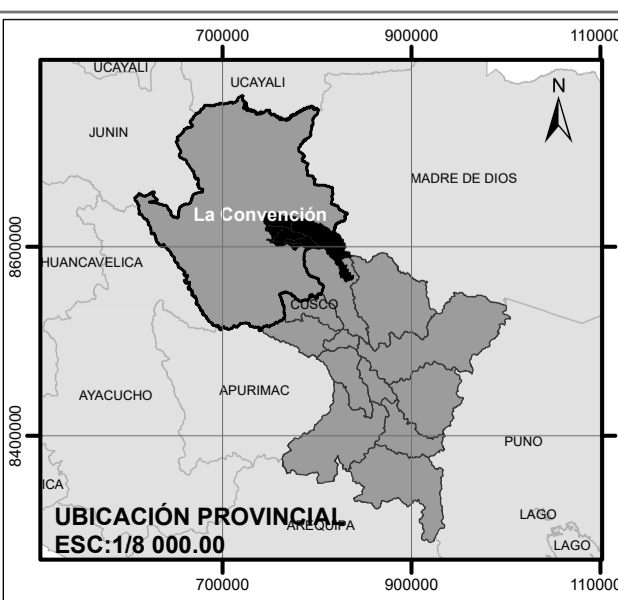 700000 900000 110000
UCAYALI
UCAYALI
N
JUNIN
MADRE DE DIOS
La Convención
8600000
HUANCAVELICA
CUSCO
AYACUCHO
APURIMAC
8400000
PUNO
ICA
LAGO
UBICACIÓN PROVINCIAL
AREQUIPA
ESC:1/8 000.00
LAGO
700000 900000 110000